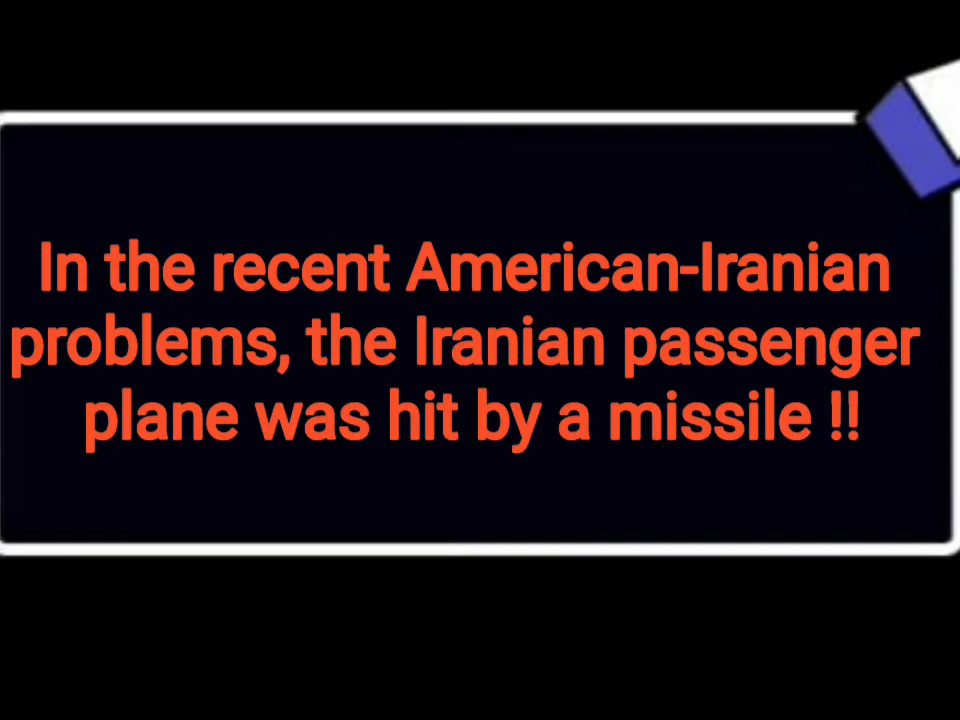 In the recent American-Iranian
problems, the Iranian passenger
plane was hit by a missile !!